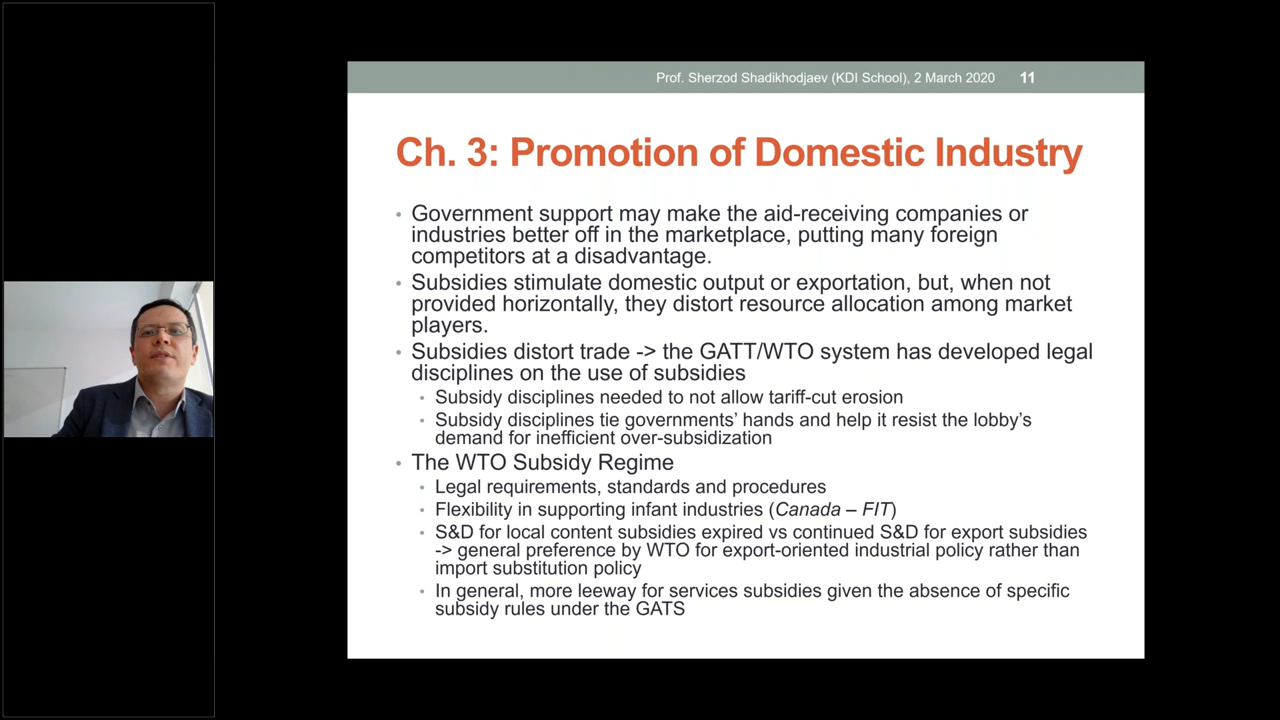 Prof. Sherzod Shadikhodjaev (KDI School), 2 March 2020 11
Ch. 3: Promotion of Domestic Industry
• Government support may make the aid-receiving companies or
industries better off in the marketplace, putting many foreign
competitors at a disadvantage.
• Subsidies stimulate domestic output or exportation, but, when not
provided horizontally, they distort resource allocation among market
players.
• Subsidies distort trade -> the GATT/WTO system has developed legal
disciplines on the use of subsidies
• Subsidy disciplines needed to not allow tariff-cut erosion
• Subsidy disciplines tie governments’ hands and help it resist the lobby’s
demand for inefficient over-subsidization
• The WTO Subsidy Regime
• Legal requirements, standards and procedures
• Flexibility in supporting infant industries (Canada – FIT)
• S&D for local content subsidies expired vs continued S&D for export subsidies
-> general preference by WTO for export-oriented industrial policy rather than
import substitution policy
• In general, more leeway for services subsidies given the absence of specific
subsidy rules under the GATS